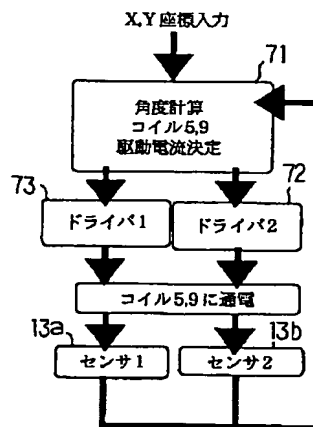 X,Y座標入力
71
角度計算
コイル5,9
駆動電流決定
73
72
ドライバ1
ドライバ2
コイル5,9に通電
13a
13b
センサ1
センサ2